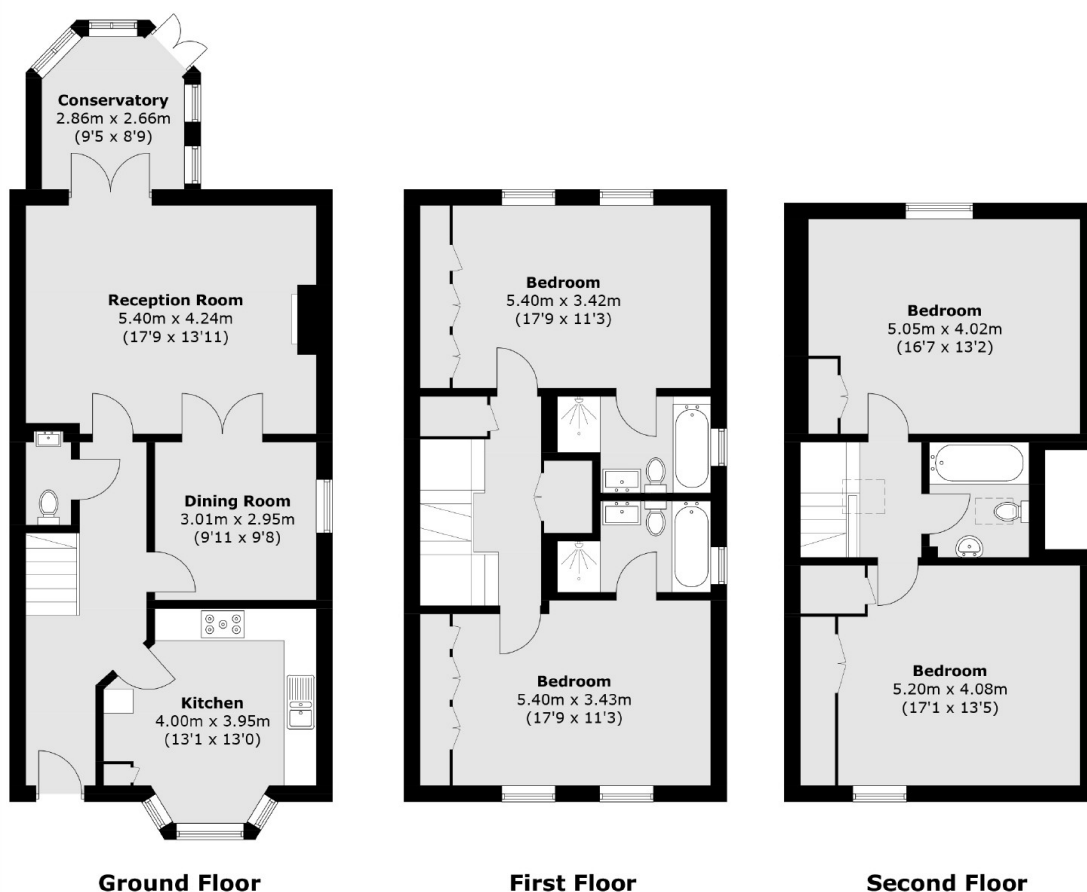 Conservatory
2.86m x 2.66m
(9'5 x 8'9)
Reception Room
5.40m x 4.24m
(17'9 x 13'11)
Dining Room
3.01m x 2.95m
(9'11 x 9'8)
Kitchen
4.00m x 3.95m
(13'1 x 13'0)
Ground Floor
Bedroom
5.40m x 3.42m
(17'9 x 11'3)
Bedroom
5.40m x 3.43m
(17'9 x 11'3)
First Floor
Bedroom
5.05m x 4.02m
(16'7 x 13'2)
Bedroom
5.20m x 4.08m
(17'1 x 13'5)
Second Floor